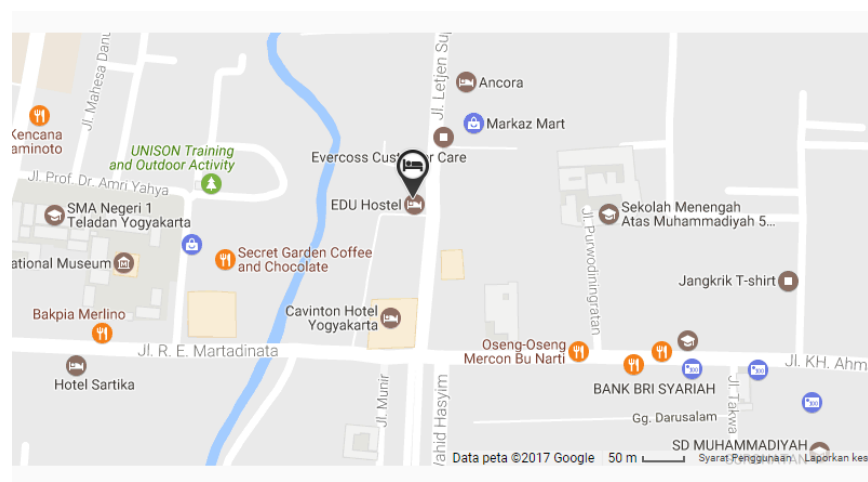 Jl. Mahesa Danu
Jl. Letjen Sup
Ancora
Kencana
aminoto
Markaz Mart
UNISON Training
and Outdoor Activity
Evercoss Customer Care
Jl. Prof. Dr. Amri Yahya
EDU Hostel
SMA Negeri 1
Teladan Yogyakarta
Sekolah Menengah
Atas Muhammadiyah 5...
Jl. Purwodiningratan
Secret Garden Coffee
and Chocolate
ational Museum
Jangkrik T-shirt
Bakpia Merlino
Cavinton Hotel
Yogyakarta
Jl. R. E. Martadinata
Oseng-Oseng
Mercon Bu Narti
Jl. KH. Ahm
Hotel Sartika
Jl. Munir
Wahid Hasyim
BANK BRI SYARIAH
Jl. Takwa
Gg. Darusalam
SD MUHAMMADIYAH
Data peta ©2017 Google
50 m
Syarat Penggunaan
Laporkan kes